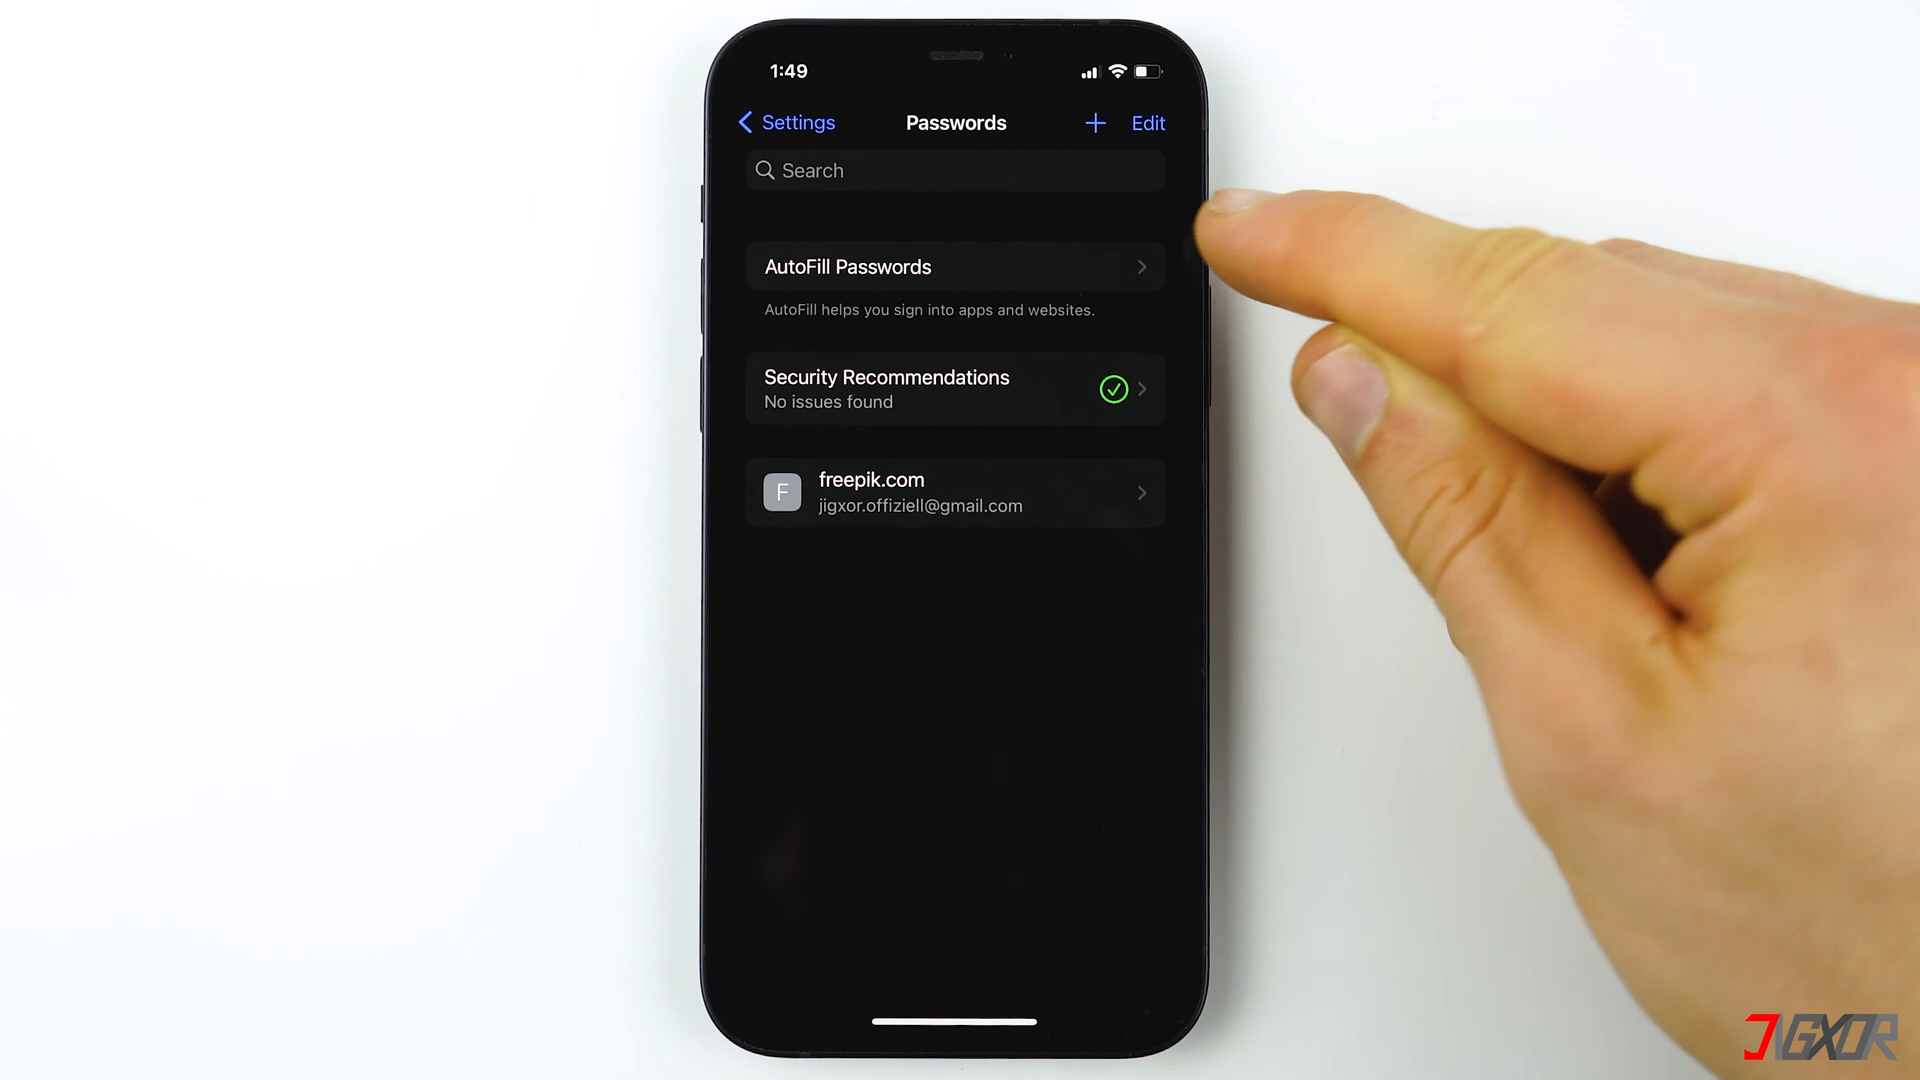 1:49
Settings
Passwords
Edit
Search
AutoFill Passwords
AutoFill helps you sign into apps and websites.
Security Recommendations
No issues found
F
freepik.com
jigxor.offiziell@gmail.com
JIGXOR